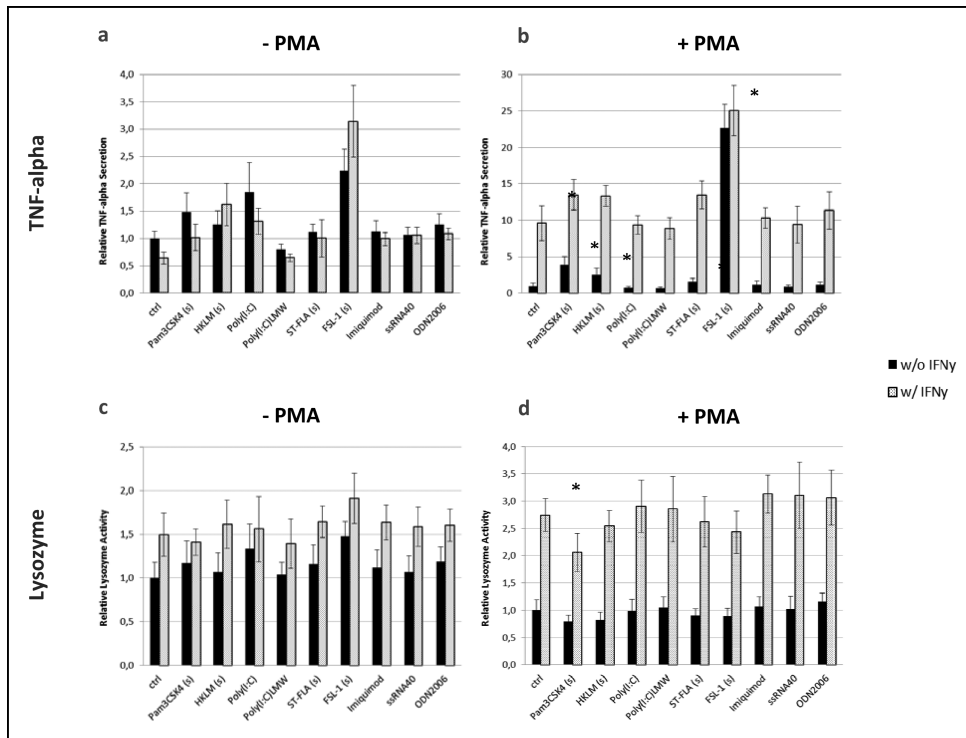 a
- PMA
TNF-alpha
Relative TNF-alpha Secretion
4,0
3,5
3,0
2,5
2,0
1,5
1,0
0,5
0,0
ctrl
Pam3CSK4 (s)
HKLM (s)
Poly(I:C)
Poly(I:C)LMW
ST-FLA (s)
FSL-1 (s)
Imiquimod
ssRNA40
ODN2006
b
+ PMA
Relative TNF-alpha Secretion
30
25
20
15
10
5
0
*
*
*
*
*
ctrl
Pam3CSK4 (s)
HKLM (s)
Poly(I:C)
Poly(I:C)LMW
ST-FLA (s)
FSL-1 (s)
Imiquimod
ssRNA40
ODN2006
w/o IFNy
w/ IFNy
c
- PMA
Lysozyme
Relative Lysozyme Activity
2,5
2,0
1,5
1,0
0,5
0,0
ctrl
Pam3CSK4 (s)
HKLM (s)
Poly(I:C)
Poly(I:C)LMW
ST-FLA (s)
FSL-1 (s)
Imiquimod
ssRNA40
ODN2006
d
+ PMA
Relative Lysozyme Activity
4,0
3,5
3,0
2,5
2,0
1,5
1,0
0,5
0,0
*
ctrl
Pam3CSK4 (s)
HKLM (s)
Poly(I:C)
Poly(I:C)LMW
ST-FLA (s)
FSL-1 (s)
Imiquimod
ssRNA40
ODN2006